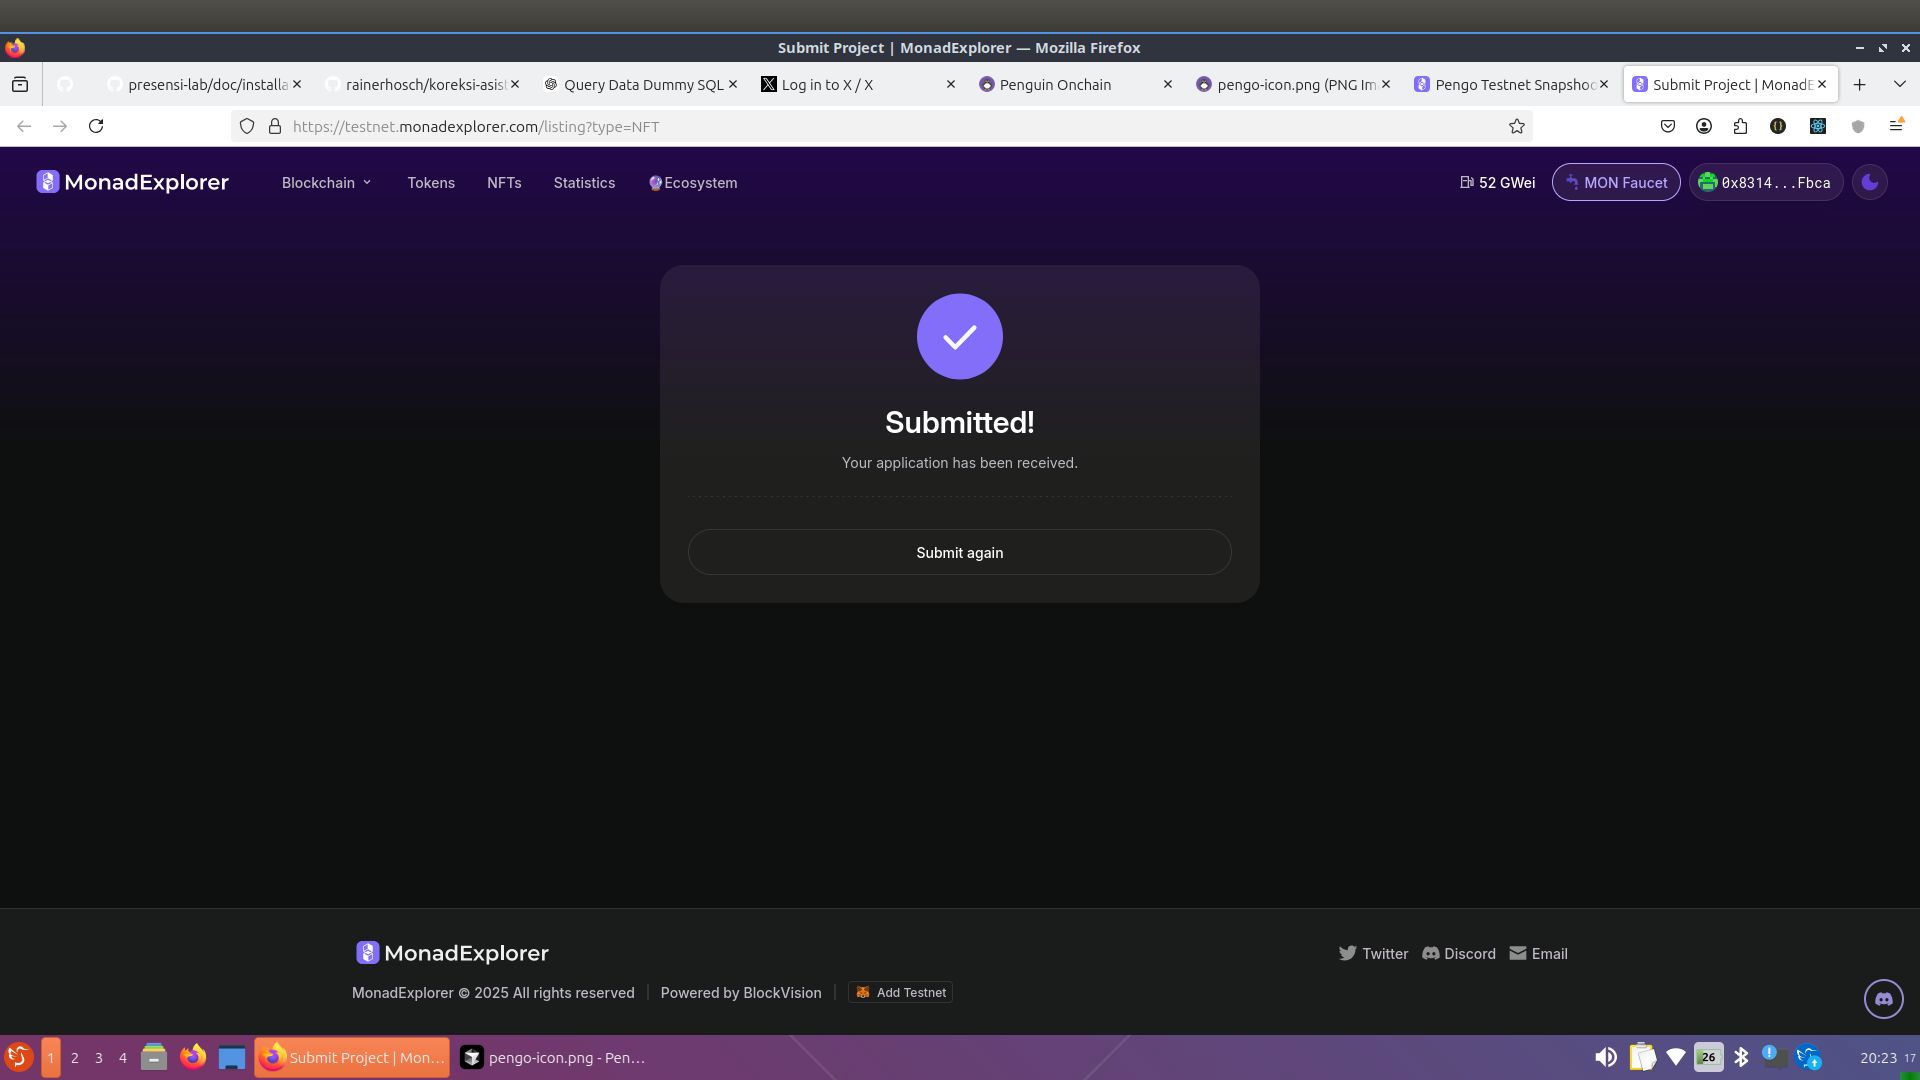 Submit Project | MonadExplorer — Mozilla Firefox
presensi-lab/doc/installa
rainerhosch/koreksi-asist
Query Data Dummy SQL
Log in to X / X
Penguin Onchain
pengo-icon.png (PNG Im
Pengo Testnet Snapshoo
Submit Project | MonadE
https://testnet.monadexplorer.com/listing?type=NFT
MonadExplorer
Blockchain
Tokens
NFTs
Statistics
Ecosystem
52 GWei
MON Faucet
0x8314...Fbca
Submitted!
Your application has been received.
Submit again
MonadExplorer
Twitter
Discord
Email
MonadExplorer © 2025 All rights reserved
Powered by BlockVision
Add Testnet
1 2 3 4
Submit Project | Mon...
pengo-icon.png - Pen...
26
20:23 17